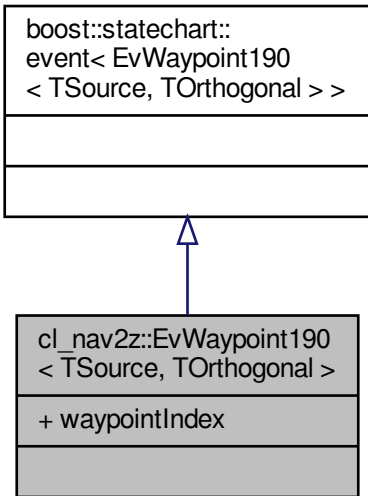 boost::statechart::
event< EvWaypoint190
< TSource, TOrthogonal > >
cl_nav2z::EvWaypoint190
< TSource, TOrthogonal >
+ waypointIndex